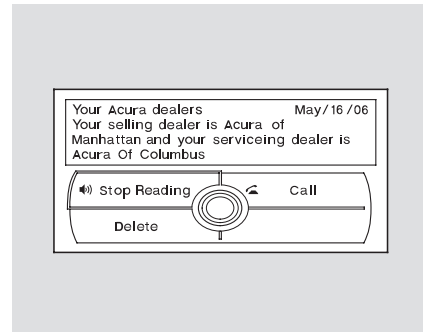 Your Acura dealers May/16/06
Your selling dealer is Acura of
Manhattan and your serviceing dealer is
Acura Of Columbus
Stop Reading Call
Delete